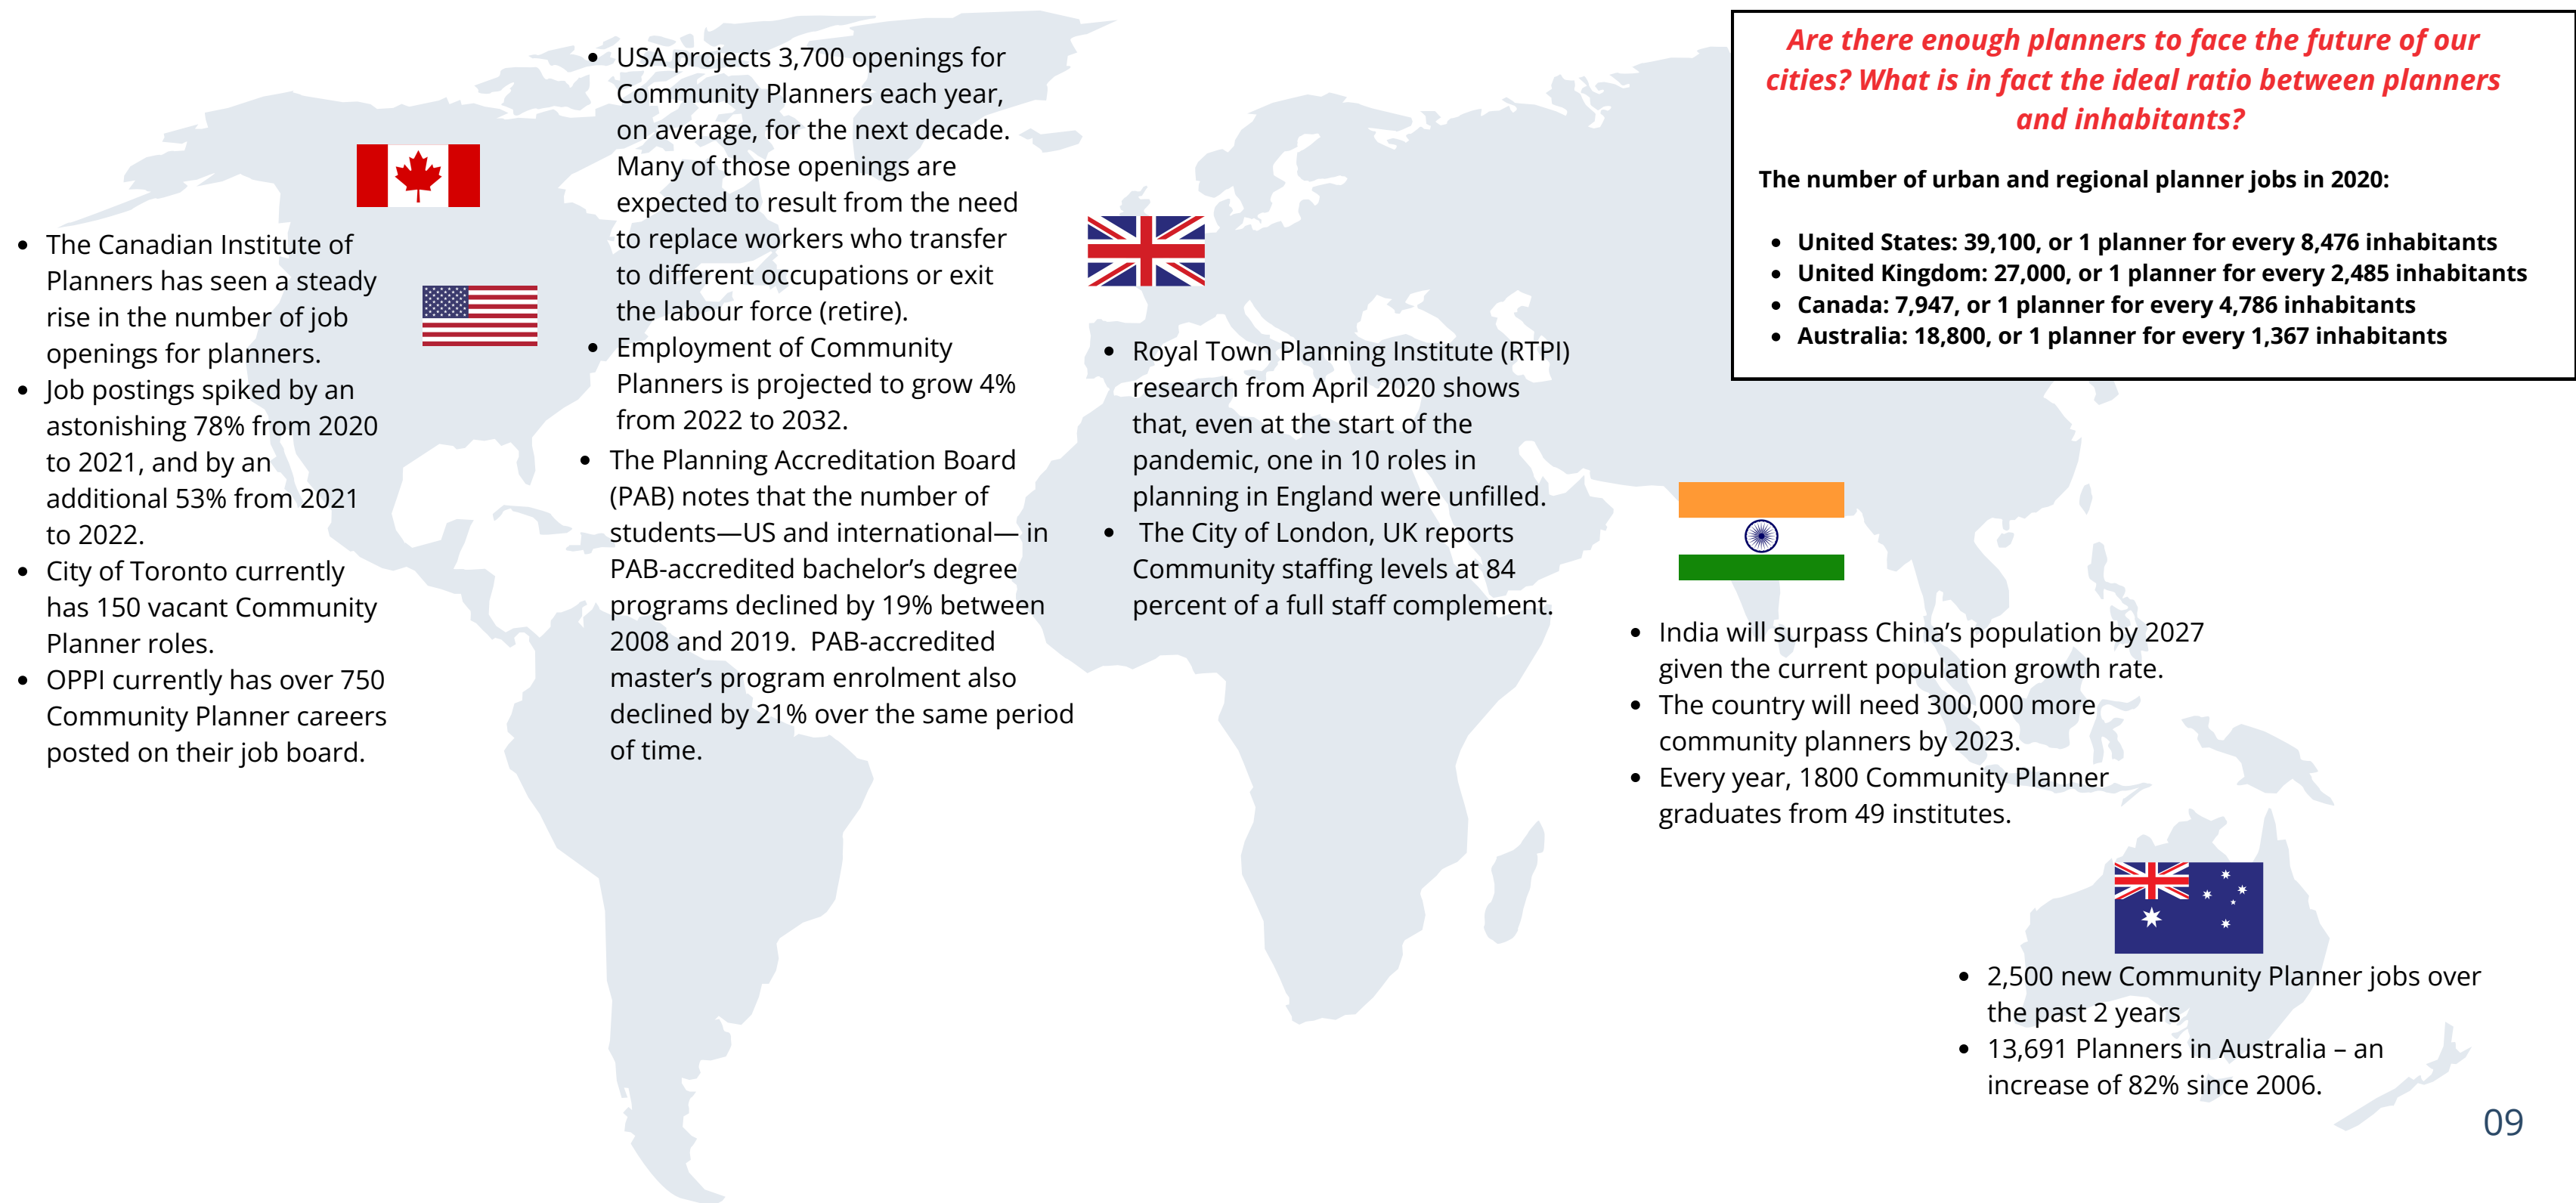 The Canadian Institute of
Planners has seen a steady
rise in the number of job
openings for planners.
Job postings spiked by an
astonishing 78% from 2020
to 2021, and by an
additional 53% from 2021
to 2022.
City of Toronto currently
has 150 vacant Community
Planner roles.
OPPI currently has over 750
Community Planner careers
posted on their job board.
USA projects 3,700 openings for
Community Planners each year,
on average, for the next decade.
Many of those openings are
expected to result from the need
to replace workers who transfer
to different occupations or exit
the labour force (retire).
Employment of Community
Planners is projected to grow 4%
from 2022 to 2032.
The Planning Accreditation Board
(PAB) notes that the number of
students—US and international— in
PAB-accredited bachelor’s degree
programs declined by 19% between
2008 and 2019.  PAB-accredited
master’s program enrolment also
declined by 21% over the same period
of time.
Royal Town Planning Institute (RTPI)
research from April 2020 shows
that, even at the start of the
pandemic, one in 10 roles in
planning in England were unfilled.
The City of London, UK reports
Community staffing levels at 84
percent of a full staff complement.
Are there enough planners to face the future of our
cities? What is in fact the ideal ratio between planners
and inhabitants?
The number of urban and regional planner jobs in 2020:
United States: 39,100, or 1 planner for every 8,476 inhabitants
United Kingdom: 27,000, or 1 planner for every 2,485 inhabitants
Canada: 7,947, or 1 planner for every 4,786 inhabitants
Australia: 18,800, or 1 planner for every 1,367 inhabitants
India will surpass China’s population by 2027
given the current population growth rate.
The country will need 300,000 more
community planners by 2023.
Every year, 1800 Community Planner
graduates from 49 institutes.
2,500 new Community Planner jobs over
the past 2 years
13,691 Planners in Australia – an
increase of 82% since 2006.
09